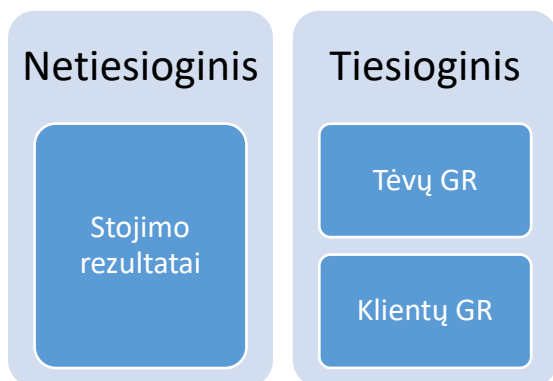 Netiesioginis
Stojimo
rezultatai
Tiesioginis
Tėvų GR
Klientų GR